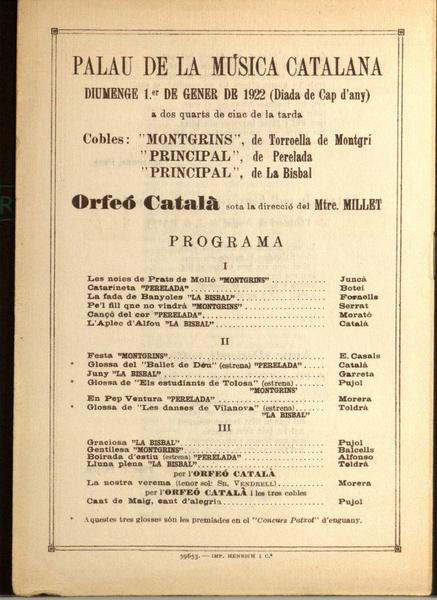 PALAU DE LA MÚSICA CATALANA
DIUMENGE 1.er DE GENER DE 1922 (Diada de Cap d'any)
a dos quarts de cinc de la tarda
Cobles: "MONTGRINS", de Torroella de Montgrí
"PRINCIPAL", de Perelada
"PRINCIPAL", de La Bisbal
Orfeó Català sota la direcció del Mtre. MILLET
PROGRAMA
I
Les noies de Prats de Molló "MONTGRINS" Juncà
Catarineta "PERELADA" Botei
La fada de Banyoles "LA BISBAL" Fornells
Pe'l fill que no vindrà "MONTGRINS" Serrat
Cançó del cor "PERELADA" Morató
L'Aplec d'Alfou "LA BISBAL" Català
II
Festa "MONTGRINS" E. Casals
* Glossa del "Ballet de Déu" (estrena) "PERELADA" Català
Juny "LA BISBAL" Garreta
* Glossa de "Els estudiants de Tolosa" (estrena) Pujol
"MONTGRINS"
En Pep Ventura "PERELADA" Morera
* Glossa de "Les danses de Vilanova" (estrena) Toldrà
"LA BISBAL"
III
Graciosa "LA BISBAL" Pujol
Gentilesa "MONTGRINS" Balcells
Boirada d'estiu (estrena) "PERELADA" Alfonso
Lluna plena "LA BISBAL" Toldrà
per l'ORFEÓ CATALÀ
La nostra verema (tenor sol: SR. VENDRELL) Morera
per l'ORFEÓ CATALÀ i les tres cobles
Cant de Maig, cant d'alegria Pujol
* Aquestes tres glosses són les premiades en el "Concurs Patxot" d'enguany.
59653. — IMP. HENRICH I C.ª